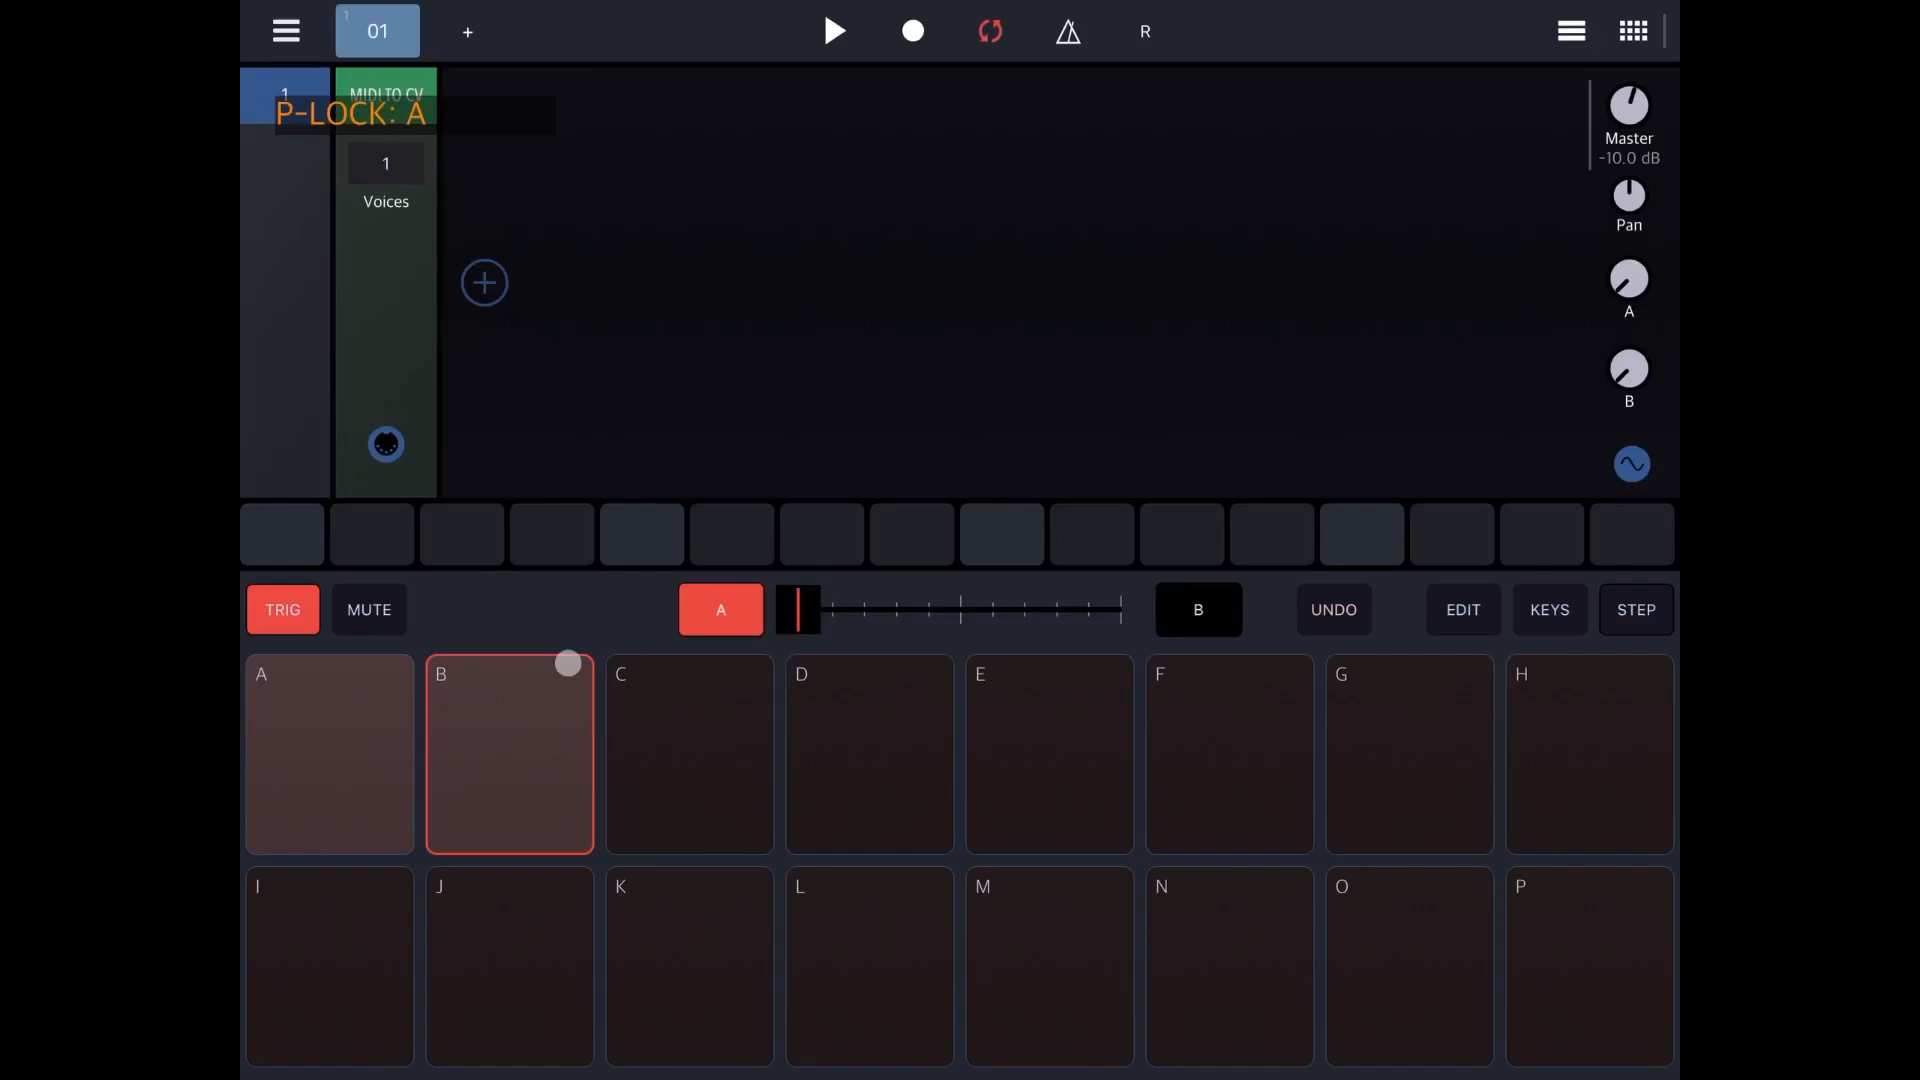 1
01
+
R
1
MIDI TO CV
P-LOCK: A
1
Voices
Master
-10.0 dB
Pan
A
B
TRIG
MUTE
A
B
UNDO
EDIT
KEYS
STEP
A
B
C
D
E
F
G
H
I
J
K
L
M
N
O
P